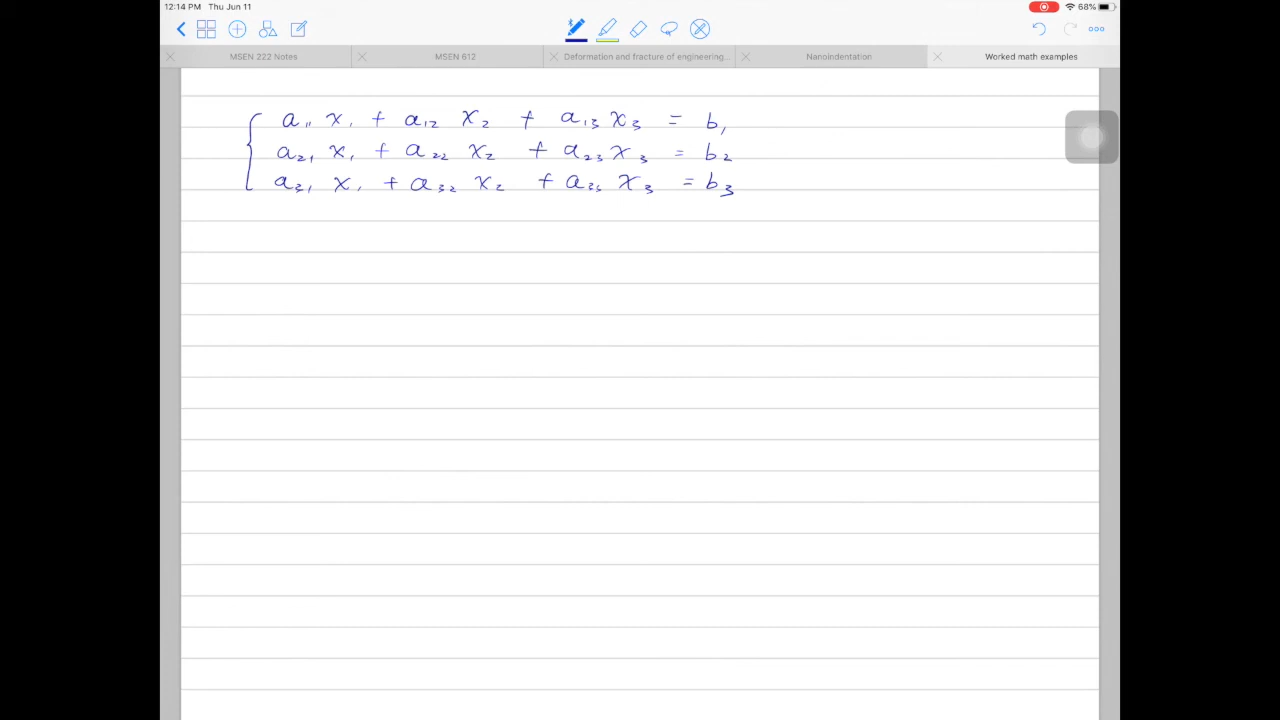 12:14 PM Thu Jun 11 68%
MSEN 222 Notes MSEN 612 Deformation and fracture of engineering... Nanoindentation Worked math examples
a₁₁ x₁ + a₁₂ x₂ + a₁₃ x₃ = b₁
a₂₁ x₁ + a₂₂ x₂ + a₂₃ x₃ = b₂
a₃₁ x₁ + a₃₂ x₂ + a₃₃ x₃ = b₃